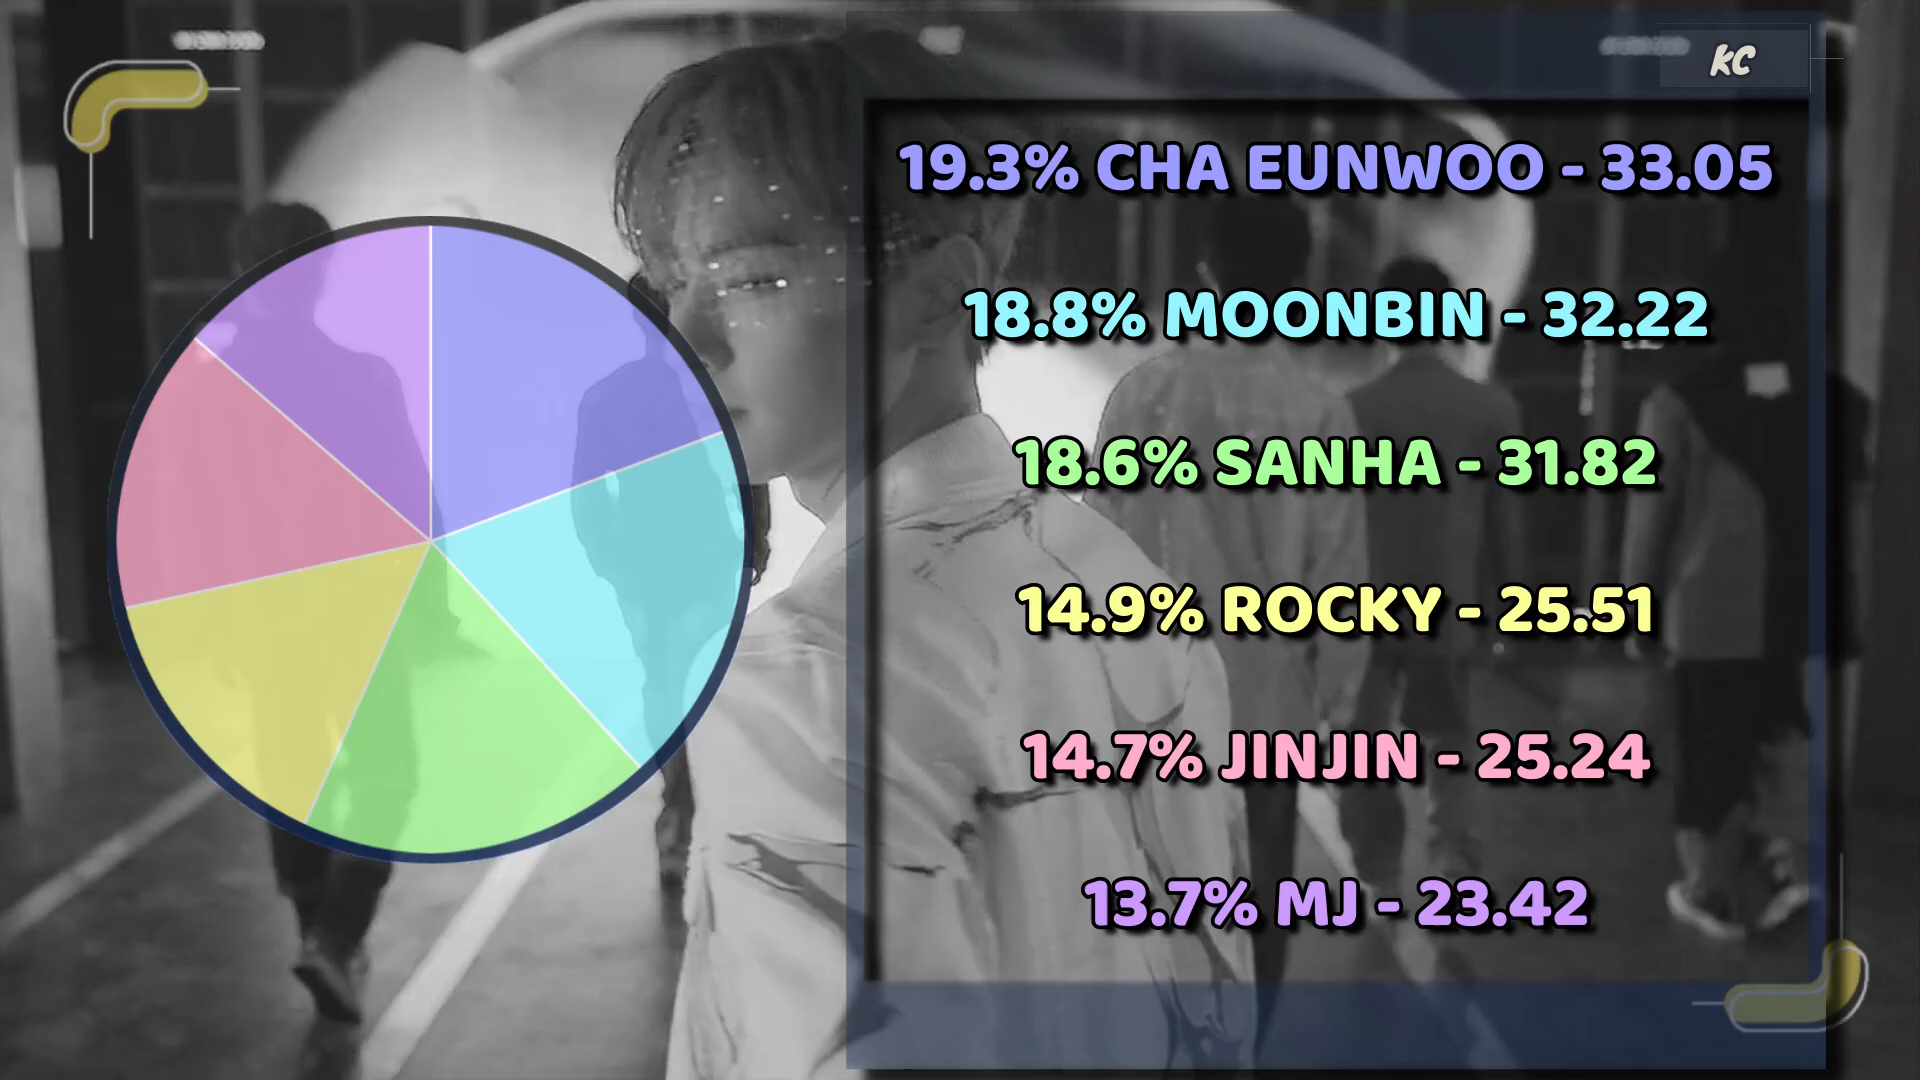 KC
19.3% CHA EUNWOO - 33.05
18.8% MOONBIN - 32.22
18.6% SANHA - 31.82
14.9% ROCKY - 25.51
14.7% JINJIN - 25.24
13.7% MJ - 23.42